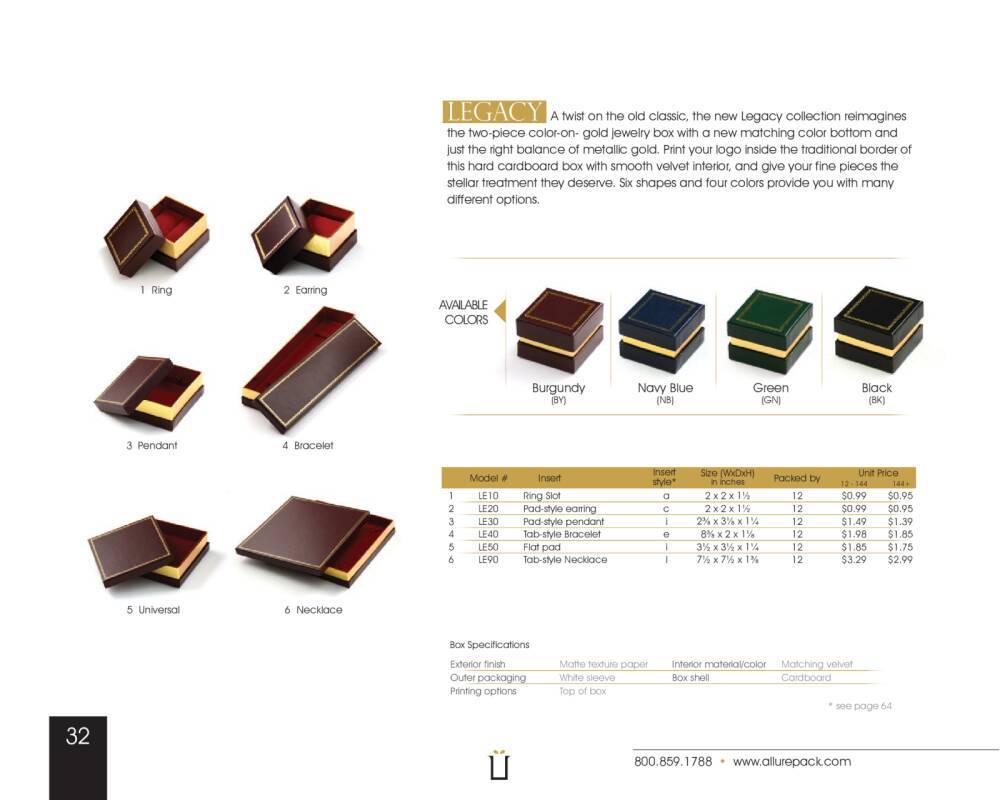 LEGACY A twist on the old classic, the new Legacy collection reimagines
the two-piece color-on- gold jewelry box with a new matching color bottom and
just the right balance of metallic gold. Print your logo inside the traditional border of
this hard cardboard box with smooth velvet interior, and give your fine pieces the
stellar treatment they deserve. Six shapes and four colors provide you with many
different options.
1 Ring
2 Earring
3 Pendant
4 Bracelet
5 Universal
6 Necklace
AVAILABLE
COLORS
Burgundy
(BY)
Navy Blue
(NB)
Green
(GN)
Black
(BK)
Model # Insert Insert style* Size (WxDxH) in inches Packed by Unit Price 12 - 144 144+
1 LE10 Ring Slot a 2 x 2 x 1½ 12 $0.99 $0.95
2 LE20 Pad-style earring c 2 x 2 x 1½ 12 $0.99 $0.95
3 LE30 Pad-style pendant i 2⅜ x 3⅛ x 1¼ 12 $1.49 $1.39
4 LE40 Tab-style Bracelet e 8⅜ x 2 x 1⅛ 12 $1.98 $1.85
5 LE50 Flat pad i 3½ x 3½ x 1¼ 12 $1.85 $1.75
6 LE90 Tab-style Necklace l 7½ x 7½ x 1⅜ 12 $3.29 $2.99
Box Specifications
Exterior finish Matte texture paper Interior material/color Matching velvet
Outer packaging White sleeve Box shell Cardboard
Printing options Top of box
* see page 64
32
800.859.1788 • www.allurepack.com